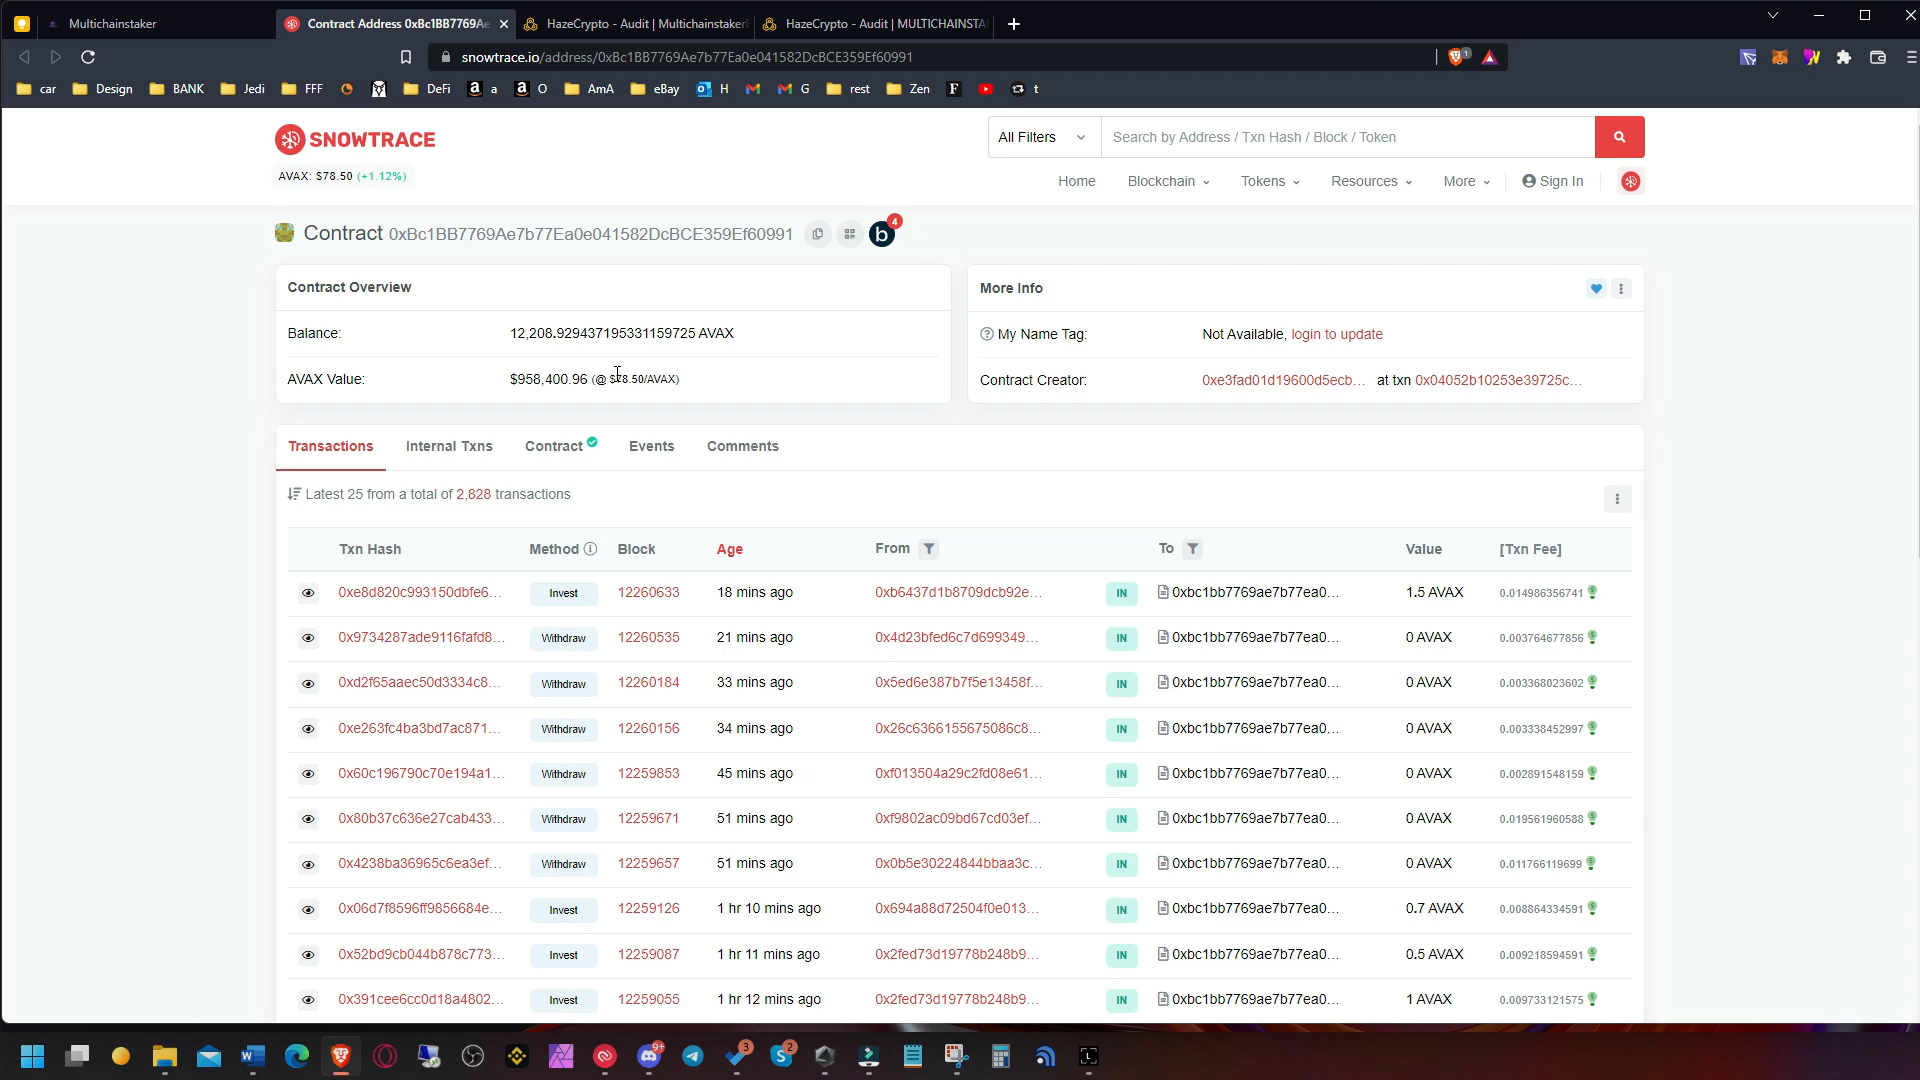 Multichainstaker
Contract Address 0xBc1BB7769Ae
HazeCrypto - Audit | Multichainstaker
HazeCrypto - Audit | MULTICHAINSTA
snowtrace.io/address/0xBc1BB7769Ae7b77Ea0e041582DcBCE359Ef60991
1
car Design BANK Jedi FFF DeFi a O AmA eBay H G rest Zen t
SNOWTRACE
All Filters Search by Address / Txn Hash / Block / Token
AVAX: $78.50 (+1.12%)
Home Blockchain Tokens Resources More Sign In
Contract 0xBc1BB7769Ae7b77Ea0e041582DcBCE359Ef60991 b 4
Contract Overview
Balance: 12,208.929437195331159725 AVAX
AVAX Value: $958,400.96 (@ $78.50/AVAX)
More Info
My Name Tag: Not Available, login to update
Contract Creator: 0xe3fad01d19600d5ecb... at txn 0x04052b10253e39725c...
Transactions Internal Txns Contract Events Comments
Latest 25 from a total of 2,828 transactions
Txn Hash Method Block Age From To Value [Txn Fee]
0xe8d820c993150dbfe6... Invest 12260633 18 mins ago 0xb6437d1b8709dcb92e... IN 0xbc1bb7769ae7b77ea0... 1.5 AVAX 0.014986356741
0x9734287ade9116fafd8... Withdraw 12260535 21 mins ago 0x4d23bfed6c7d699349... IN 0xbc1bb7769ae7b77ea0... 0 AVAX 0.003764677856
0xd2f65aaec50d3334c8... Withdraw 12260184 33 mins ago 0x5ed6e387b7f5e13458f... IN 0xbc1bb7769ae7b77ea0... 0 AVAX 0.003368023602
0xe263fc4ba3bd7ac871... Withdraw 12260156 34 mins ago 0x26c6366155675086c8... IN 0xbc1bb7769ae7b77ea0... 0 AVAX 0.003338452997
0x60c196790c70e194a1... Withdraw 12259853 45 mins ago 0xf013504a29c2fd08e61... IN 0xbc1bb7769ae7b77ea0... 0 AVAX 0.002891548159
0x80b37c636e27cab433... Withdraw 12259671 51 mins ago 0xf9802ac09bd67cd03ef... IN 0xbc1bb7769ae7b77ea0... 0 AVAX 0.019561960588
0x4238ba36965c6ea3ef... Withdraw 12259657 51 mins ago 0x0b5e30224844bbaa3c... IN 0xbc1bb7769ae7b77ea0... 0 AVAX 0.011766119699
0x06d7f8596ff9856684e... Invest 12259126 1 hr 10 mins ago 0x694a88d72504f0e013... IN 0xbc1bb7769ae7b77ea0... 0.7 AVAX 0.008864334591
0x52bd9cb044b878c773... Invest 12259087 1 hr 11 mins ago 0x2fed73d19778b248b9... IN 0xbc1bb7769ae7b77ea0... 0.5 AVAX 0.009218594591
0x391cee6cc0d18a4802... Invest 12259055 1 hr 12 mins ago 0x2fed73d19778b248b9... IN 0xbc1bb7769ae7b77ea0... 1 AVAX 0.009733121575
9+ 3 2